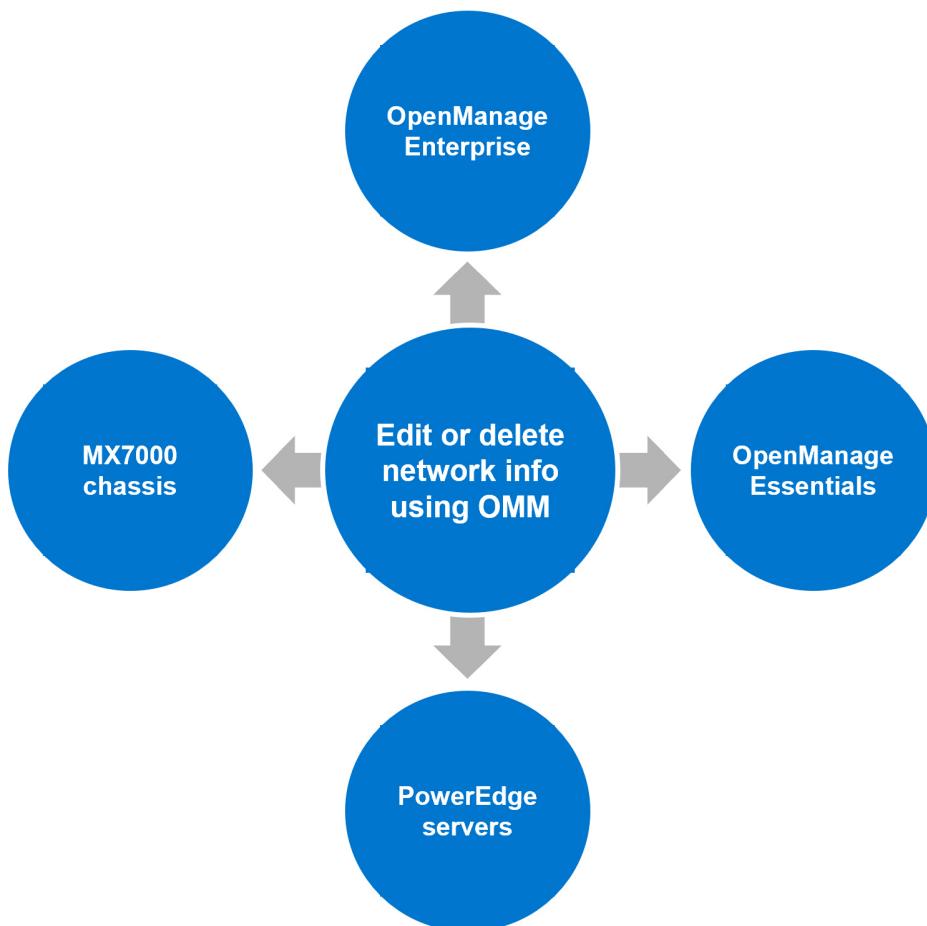 OpenManage
Enterprise
MX7000
chassis
Edit or delete
network info
using OMM
OpenManage
Essentials
PowerEdge
servers